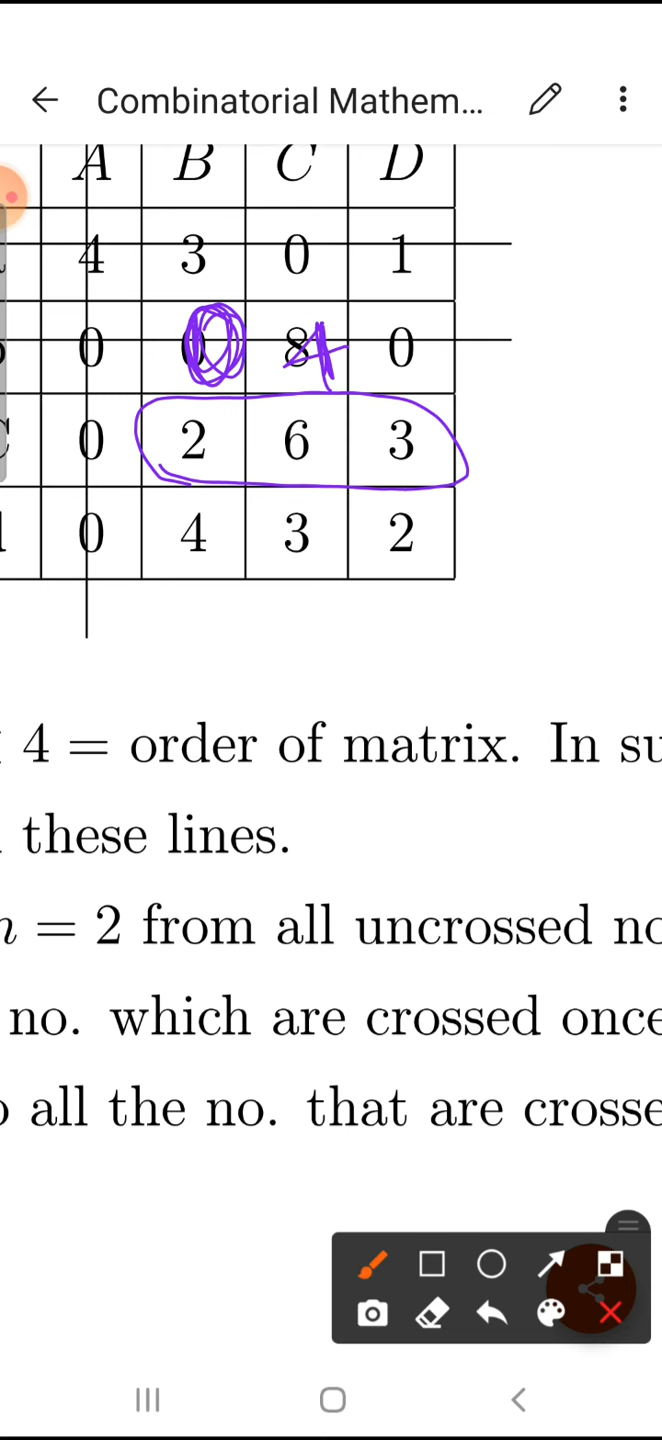 Combinatorial Mathem...
A B C D
4 3 0 1
0 0 8 4 0
0 2 6 3
0 4 3 2
4 = order of matrix. In su
these lines.
= 2 from all uncrossed no
no. which are crossed once
all the no. that are crosse